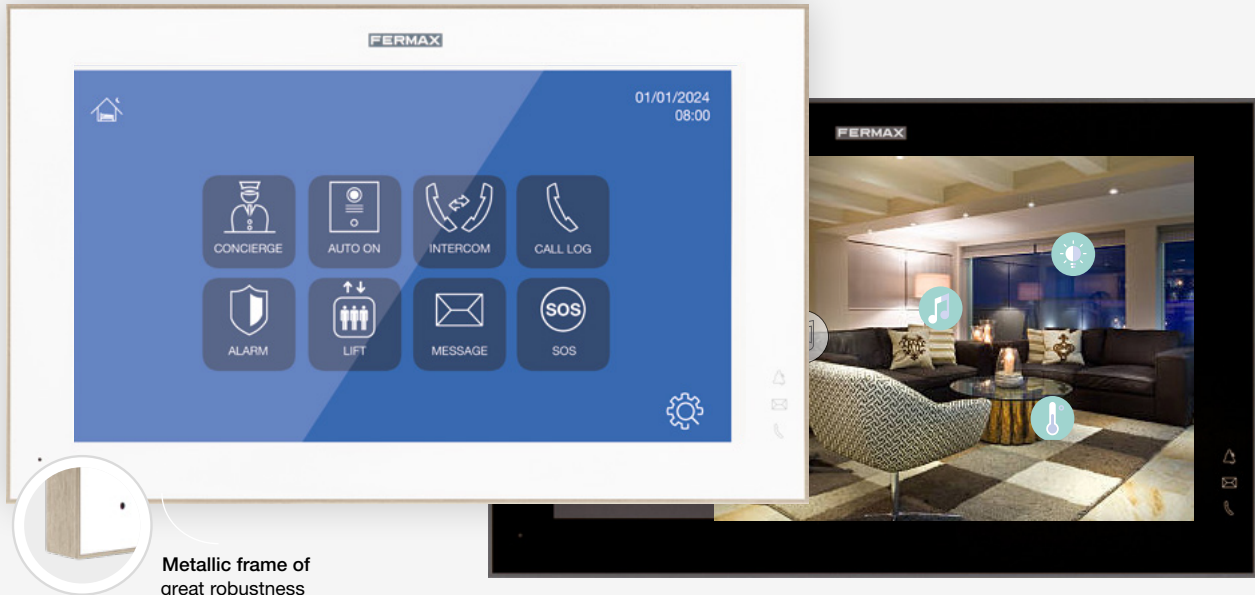 FERMAX
01/01/2024
08:00
CONCIERGE
AUTO ON
INTERCOM
CALL LOG
ALARM
LIFT
MESSAGE
SOS
SOS
FERMAX
Metallic frame of
great robustness